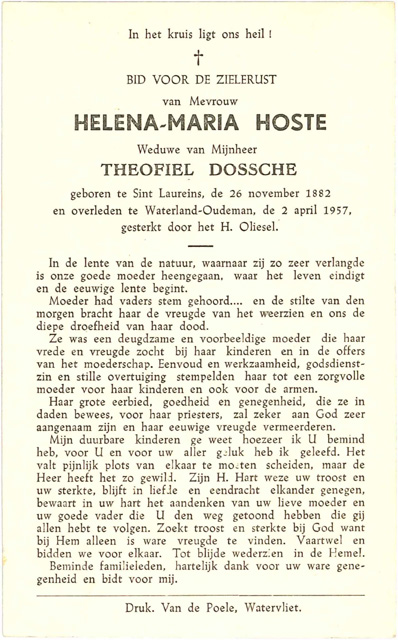 In het kruis ligt ons heil !
✝
BID VOOR DE ZIELERUST
van Mevrouw
HELENA-MARIA HOSTE
Weduwe van Mijnheer
THEOFIEL DOSSCHE
geboren te Sint Laureins, de 26 november 1882
en overleden te Waterland-Oudeman, de 2 april 1957,
gesterkt door het H. Oliesel.
In de lente van de natuur, waarnaar zij zo zeer verlangde
is onze goede moeder heengegaan, waar het leven eindigt
en de eeuwige lente begint.
Moeder had vaders stem gehoord.... en de stilte van den
morgen bracht haar de vreugde van het weerzien en ons de
diepe droefheid van haar dood.
Ze was een deugdzame en voorbeeldige moeder die haar
vrede en vreugde zocht bij haar kinderen en in de offers
van het moederschap. Eenvoud en werkzaamheid, godsdienst-
zin en stille overtuiging stempelden haar tot een zorgvolle
moeder voor haar kinderen en ook voor de armen.
Haar grote eerbied, goedheid en genegenheid, die ze in
daden bewees, voor haar priesters, zal zeker aan God zeer
aangenaam zijn en haar eeuwige vreugde vermeerderen.
Mijn duurbare kinderen ge weet hoezeer ik U bemind
heb, voor U en voor uw aller geluk heb ik geleefd. Het
valt pijnlijk plots van elkaar te moeten scheiden, maar de
Heer heeft het zo gewild. Zijn H. Hart weze uw troost en
uw sterkte, blijft in liefde en eendracht elkander genegen,
bewaart in uw hart het aandenken van uw lieve moeder en
uw goede vader die U den weg getoond hebben die gij
allen hebt te volgen. Zoekt troost en sterkte bij God want
bij Hem alleen is ware vreugde te vinden. Vaartwel en
bidden we voor elkaar. Tot blijde wederzien in de Hemel.
Beminde familieleden, hartelijk dank voor uw ware gene-
genheid en bidt voor mij.
Druk. Van de Poele, Watervliet.